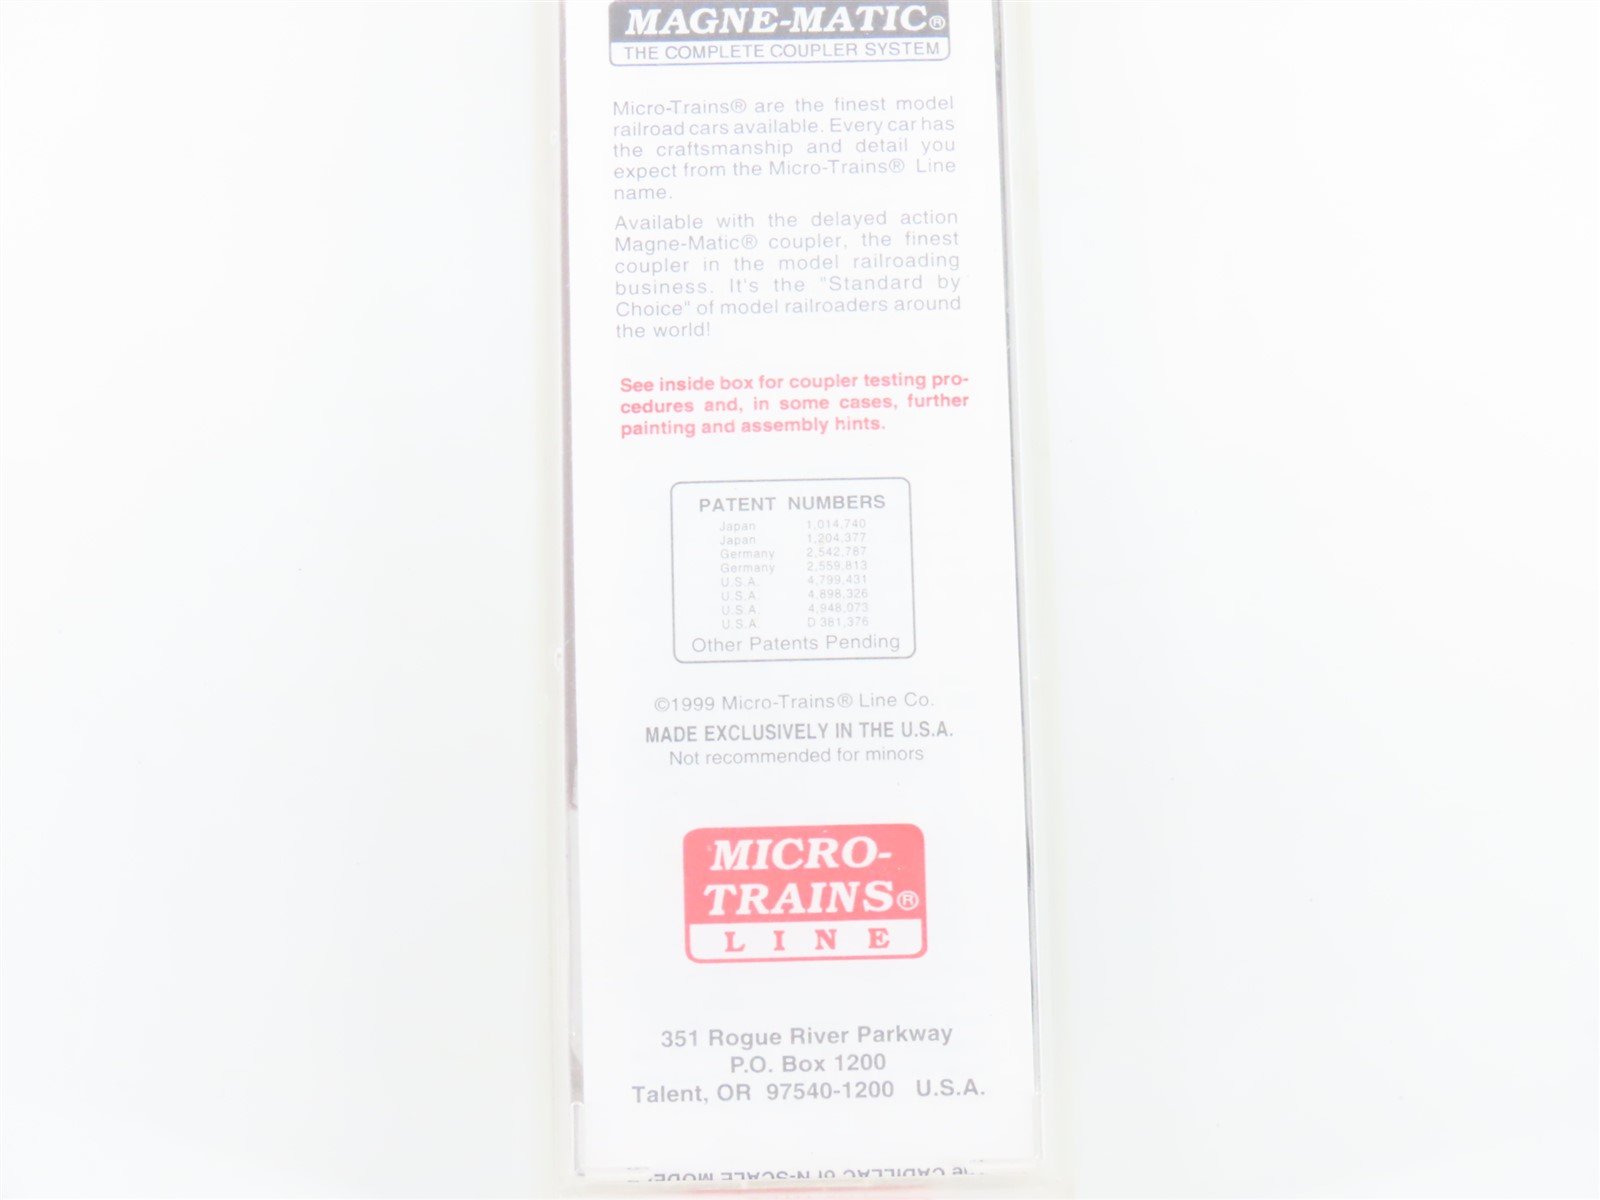 MAGNE-MATIC®
THE COMPLETE COUPLER SYSTEM
Micro-Trains® are the finest model
railroad cars available. Every car has
the craftsmanship and detail you
expect from the Micro-Trains® Line
name.
Available with the delayed action
Magne-Matic® coupler, the finest
coupler in the model railroading
business. It's the "Standard by
Choice" of model railroaders around
the world!
See inside box for coupler testing pro-
cedures and, in some cases, further
painting and assembly hints.
PATENT NUMBERS
Japan 1,014,740
Japan 1,204,377
Germany 2,542,787
Germany 2,559,813
U.S.A. 4,799,431
U.S.A. 4,898,326
U.S.A. 4,948,073
U.S.A. D 381,376
Other Patents Pending
©1999 Micro-Trains® Line Co.
MADE EXCLUSIVELY IN THE U.S.A.
Not recommended for minors
MICRO-
TRAINS®
LINE
351 Rogue River Parkway
P.O. Box 1200
Talent, OR 97540-1200 U.S.A.
The CADILLAC of N-SCALE